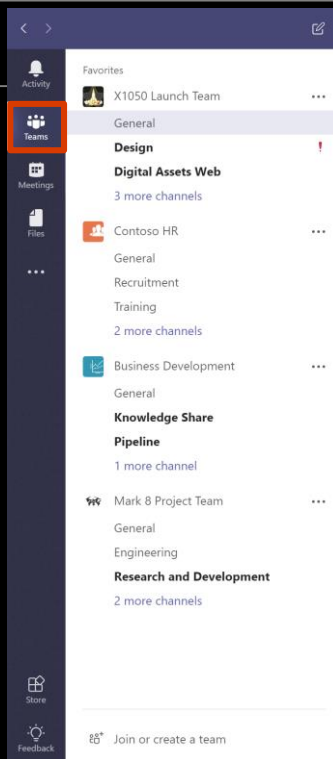 Activity
Teams
Meetings
Files
Store
Feedback
Favorites
X1050 Launch Team
General
Design
Digital Assets Web
3 more channels
Contoso HR
General
Recruitment
Training
2 more channels
Business Development
General
Knowledge Share
Pipeline
1 more channel
Mark 8 Project Team
General
Engineering
Research and Development
2 more channels
Join or create a team